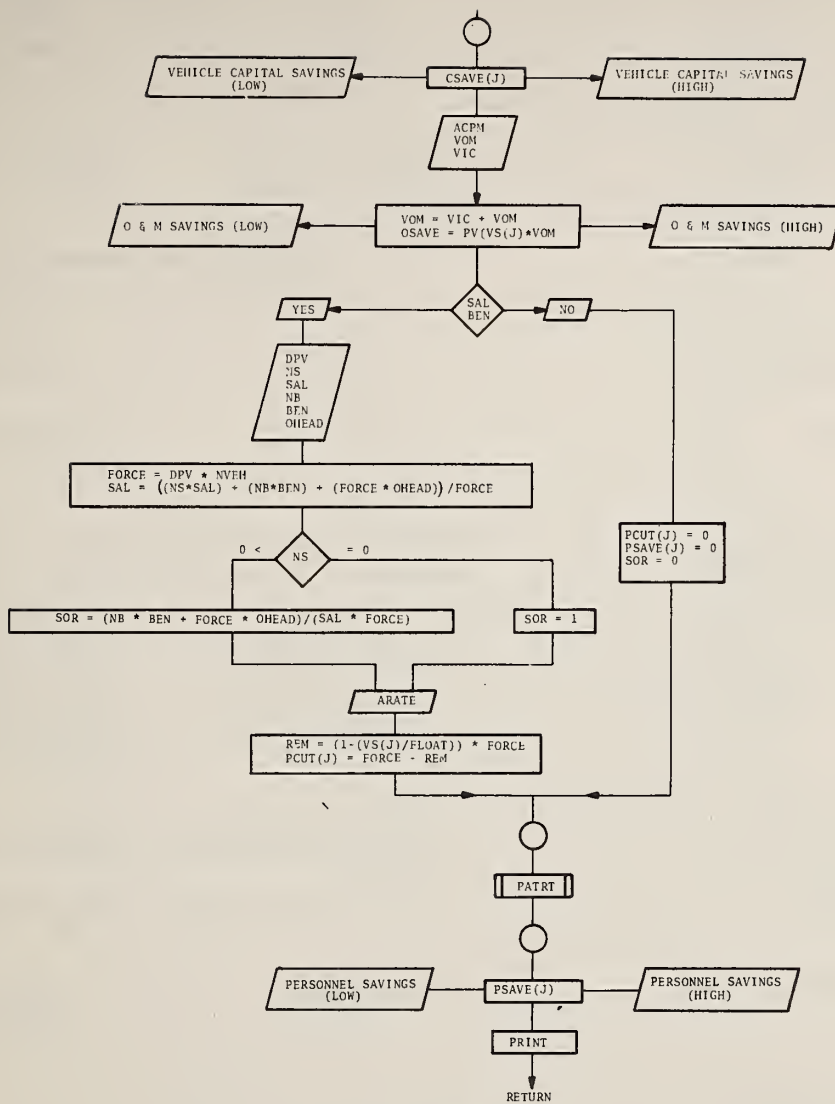 VEHICLE CAPITAL SAVINGS
(LOW)
CSAVE(J)
VEHICLE CAPITAL SAVINGS
(HIGH)
ACPM
VOM
VIC
O & M SAVINGS (LOW)
VOM = VIC + VOM
OSAVE = PV(VS(J)*VOM
O & M SAVINGS (HIGH)
YES
SAL
BEN
NO
DPV
NS
SAL
NB
BEN
OHEAD
FORCE = DPV * NVEH
SAL = ((NS*SAL) + (NB*BEN) + (FORCE * OHEAD))/FORCE
0 <
NS
= 0
PCUT(J) = 0
PSAVE(J) = 0
SOR = 0
SOR = (NB * BEN + FORCE * OHEAD)/(SAL * FORCE)
SOR = 1
ARATE
REM = (1-(VS(J)/FLOAT)) * FORCE
PCUT(J) = FORCE - REM
PATRT
PERSONNEL SAVINGS
(LOW)
PSAVE(J)
PERSONNEL SAVINGS
(HIGH)
PRINT
RETURN